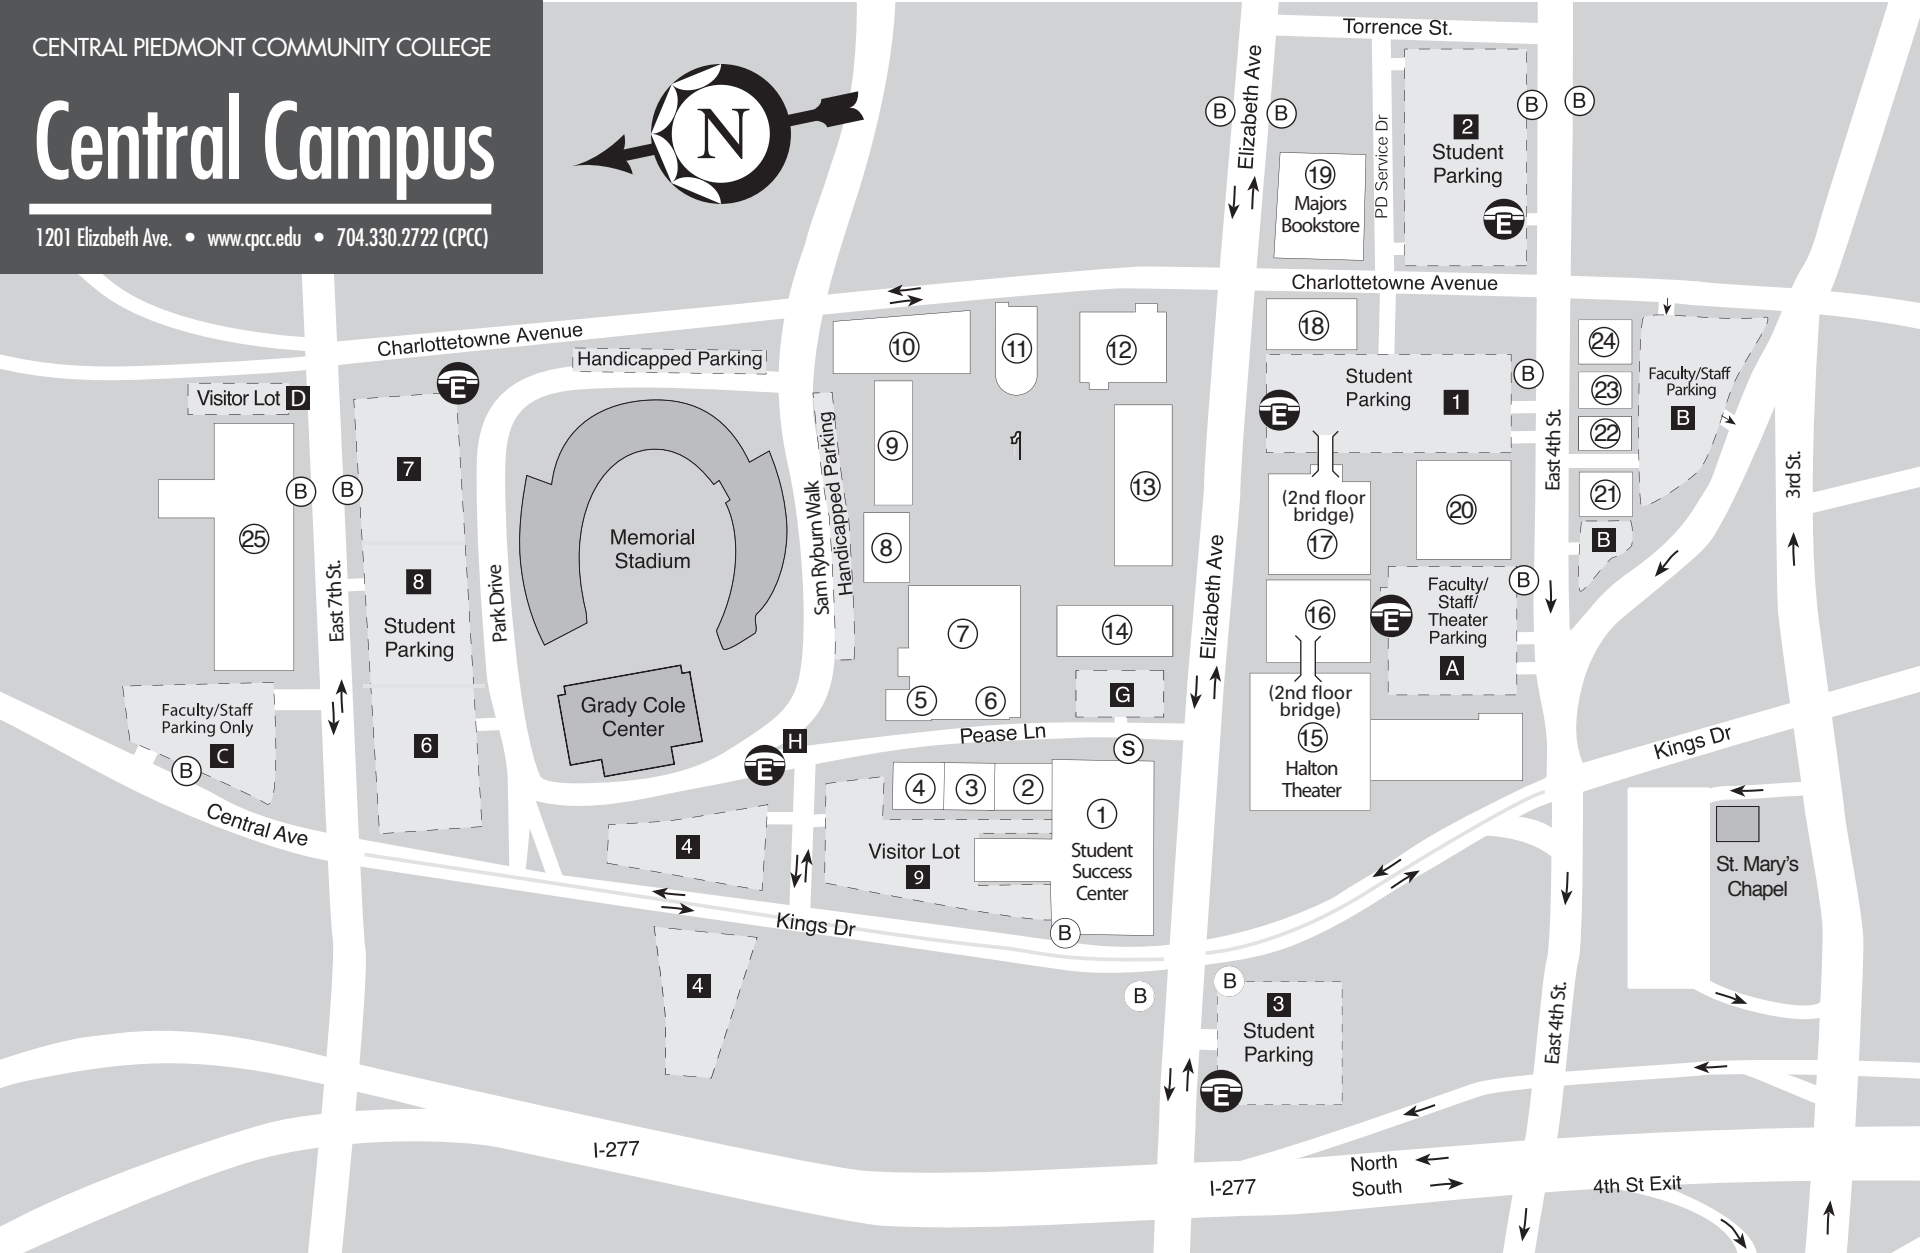 CENTRAL PIEDMONT COMMUNITY COLLEGE
Central Campus
1201 Elizabeth Ave. • www.cpcc.edu • 704.330.2722 (CPCC)
N
Torrence St.
Elizabeth Ave
B
B
PD Service Dr
2
Student
Parking
E
B
B
19
Majors
Bookstore
Charlottetowne Avenue
Charlottetowne Avenue
Handicapped Parking
E
Visitor Lot D
25
B
B
7
8
Student
Parking
6
East 7th St.
Park Drive
Memorial
Stadium
Grady Cole
Center
Sam Ryburn Walk
Handicapped Parking
10
11
12
9
8
13
7
5
6
14
G
Elizabeth Ave
18
Student
Parking
1
E
B
(2nd floor
bridge)
17
20
16
E
Faculty/
Staff/
Theater
Parking
A
B
(2nd floor
bridge)
15
Halton
Theater
East 4th St.
24
23
22
21
B
Faculty/Staff
Parking
B
3rd St.
Faculty/Staff
Parking Only
C
B
Central Ave
H
E
Pease Ln
S
4
3
2
1
Student
Success
Center
Visitor Lot
9
4
Kings Dr
B
4
B
B
3
Student
Parking
E
Kings Dr
St. Mary's
Chapel
East 4th St.
I-277
I-277
North
South
4th St Exit